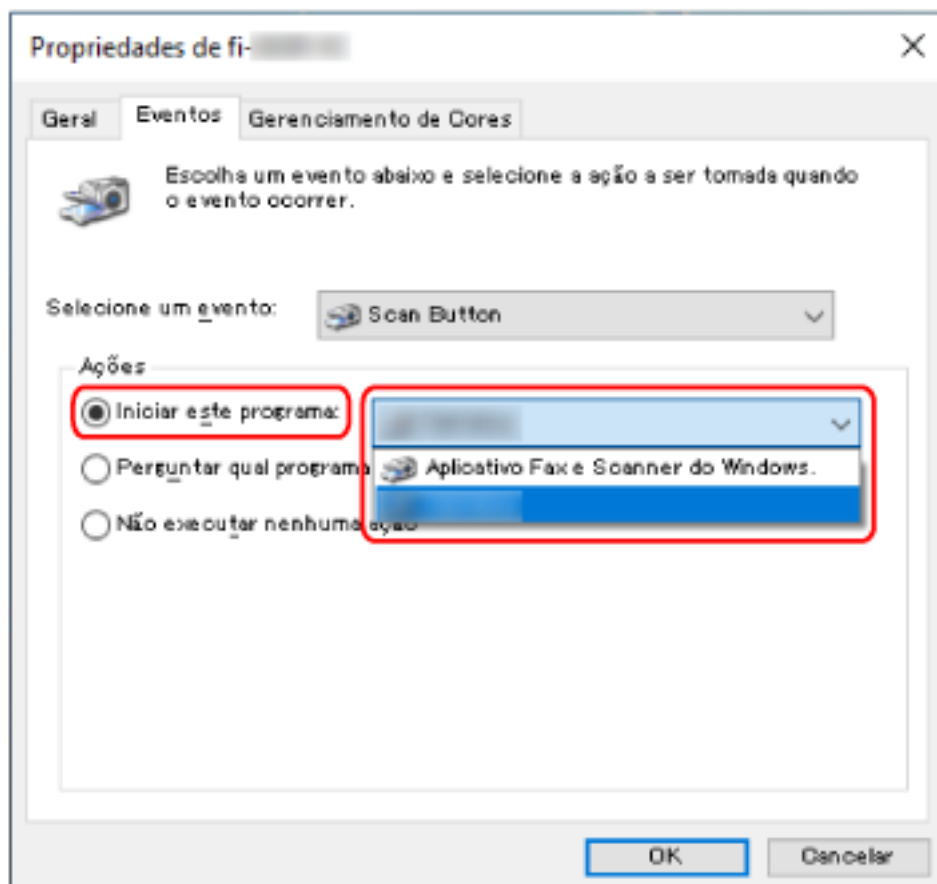 Propriedades de fi-
Geral Eventos Gerenciamento de Cores
Escolha um evento abaixo e selecione a ação a ser tomada quando
o evento ocorrer.
Selecione um evento: Scan Button
Ações
Iniciar este programa:
Perguntar qual programa Aplicativo Fax e Scanner do Windows.
Não executar nenhuma ação
OK Cancelar